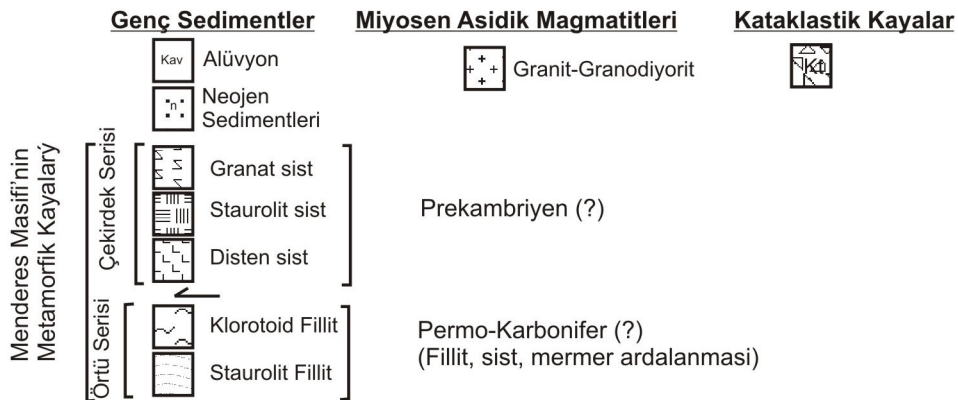 Genç Sedimentler
Miyosen Asidik Magmatitleri
Kataklastik Kayalar
Kav
Alüvyon
Granit-Granodiyorit
Kt
n
Neojen
Sedimentleri
Menderes Masifi'nin
Metamorfik Kayalarý
Çekirdek Serisi
Granat sist
Staurolit sist
Prekambriyen (?)
Disten sist
Örtü Serisi
Klorotoid Fillit
Permo-Karbonifer (?)
(Fillit, sist, mermer ardalanmasi)
Staurolit Fillit